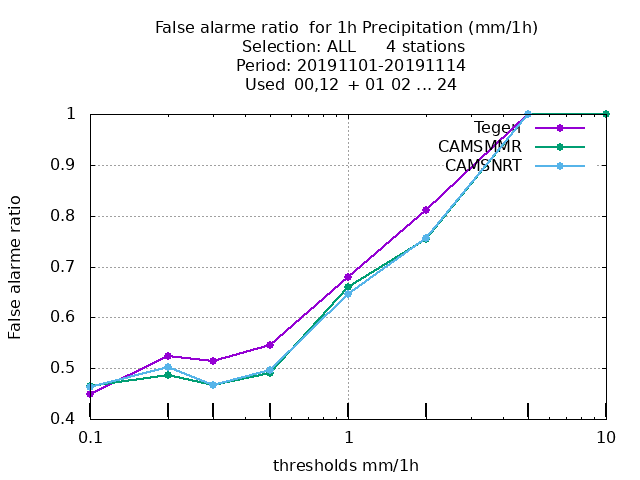 False alarme ratio  for 1h Precipitation (mm/1h)
Selection: ALL      4 stations
Period: 20191101-20191114
Used  00,12  + 01 02 ... 24
1
0.9
0.8
0.7
0.6
0.5
0.4
False alarme ratio
Tegen
CAMSMMR
CAMSNRT
0.1
1
10
thresholds mm/1h